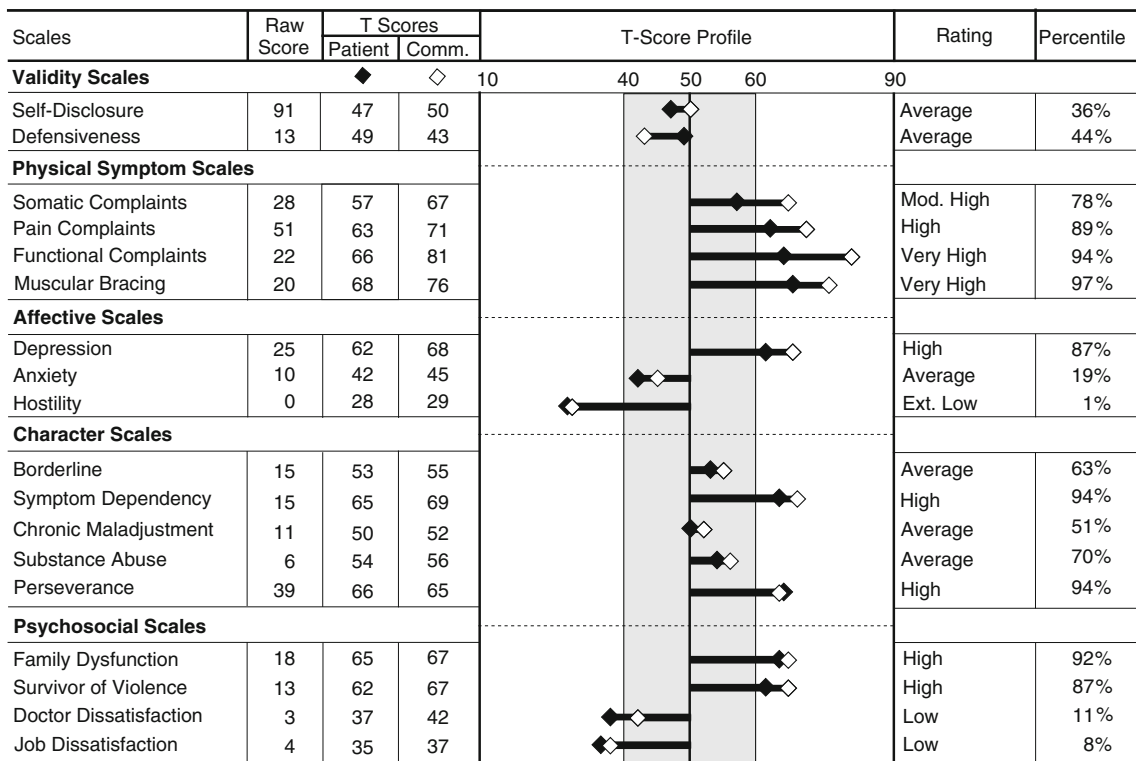 Scales Raw Score T Scores Patient Comm. T-Score Profile Rating Percentile
Validity Scales 10 40 50 60 90
Self-Disclosure 91 47 50 Average 36%
Defensiveness 13 49 43 Average 44%
Physical Symptom Scales
Somatic Complaints 28 57 67 Mod. High 78%
Pain Complaints 51 63 71 High 89%
Functional Complaints 22 66 81 Very High 94%
Muscular Bracing 20 68 76 Very High 97%
Affective Scales
Depression 25 62 68 High 87%
Anxiety 10 42 45 Average 19%
Hostility 0 28 29 Ext. Low 1%
Character Scales
Borderline 15 53 55 Average 63%
Symptom Dependency 15 65 69 High 94%
Chronic Maladjustment 11 50 52 Average 51%
Substance Abuse 6 54 56 Average 70%
Perseverance 39 66 65 High 94%
Psychosocial Scales
Family Dysfunction 18 65 67 High 92%
Survivor of Violence 13 62 67 High 87%
Doctor Dissatisfaction 3 37 42 Low 11%
Job Dissatisfaction 4 35 37 Low 8%